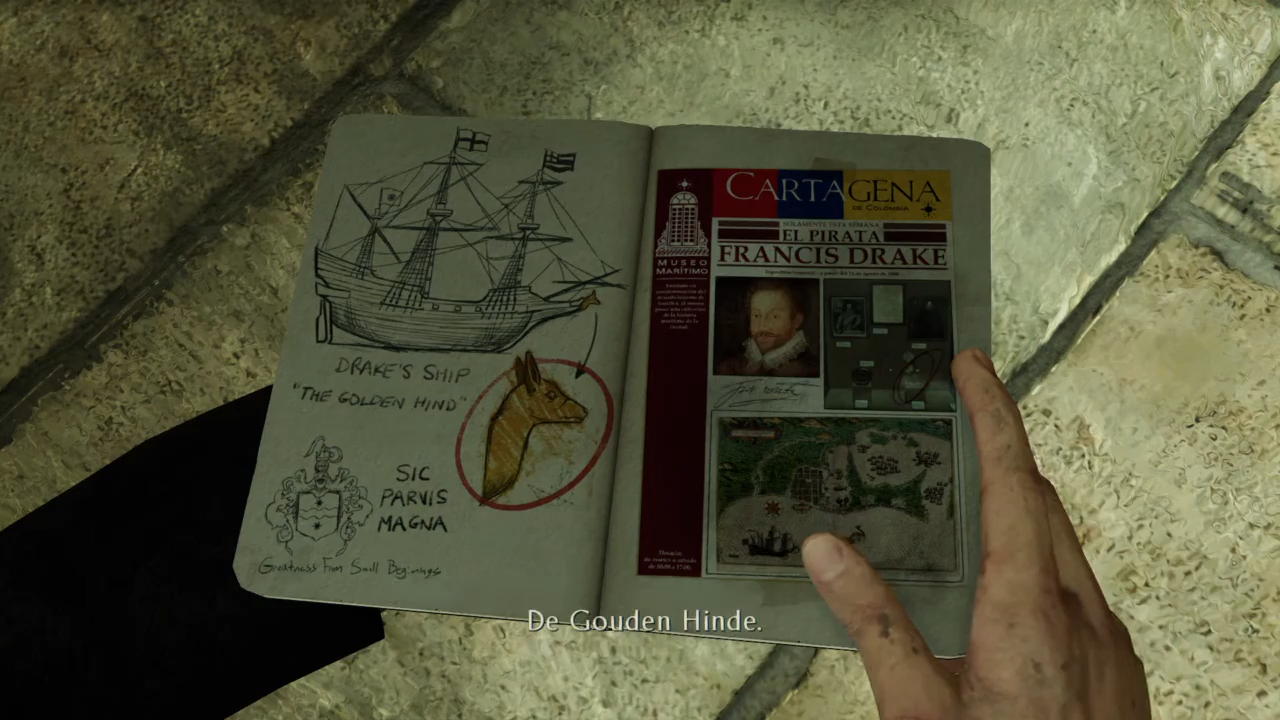 DRAKE'S SHIP
"THE GOLDEN HIND"
SIC
PARVIS
MAGNA
Greatness From Small Beginnings
CARTAGENA
DE COLOMBIA
SOLAMENTE ESTA SEMANA
EL PIRATA
FRANCIS DRAKE
MUSEO
MARÍTIMO
De Gouden Hinde.